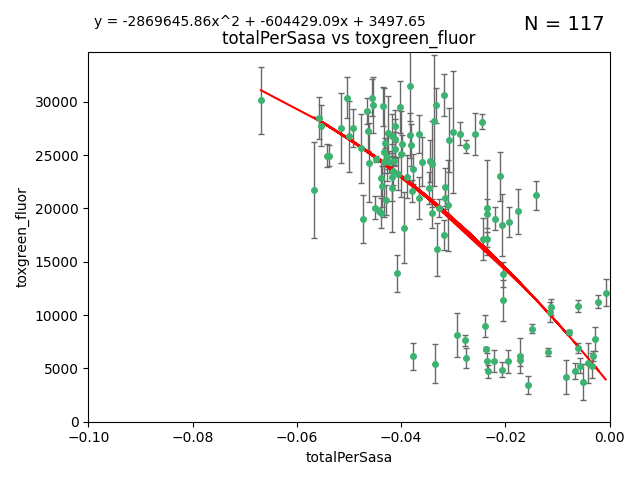 y = -2869645.86x^2 + -604429.09x + 3497.65
N = 117
totalPerSasa vs toxgreen_fluor
toxgreen_fluor
30000
25000
20000
15000
10000
5000
0
−0.10 −0.08 −0.06 −0.04 −0.02 0.00
totalPerSasa